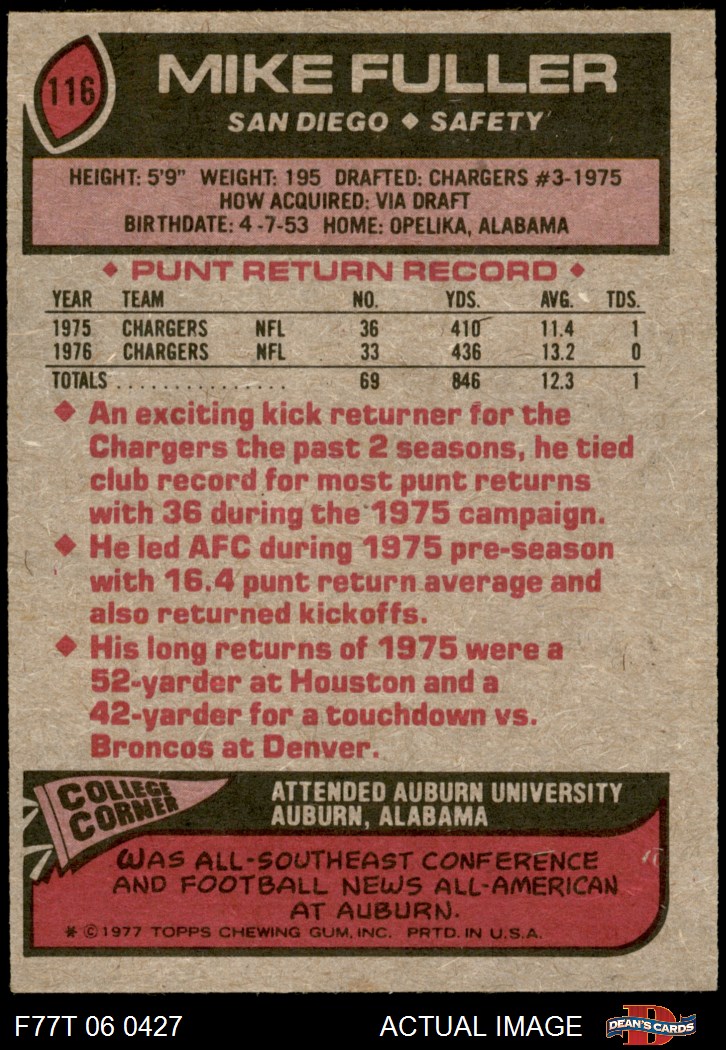 116
MIKE FULLER
SAN DIEGO ◆ SAFETY
HEIGHT: 5'9" WEIGHT: 195 DRAFTED: CHARGERS #3-1975
HOW ACQUIRED: VIA DRAFT
BIRTHDATE: 4-7-53 HOME: OPELIKA, ALABAMA
◆ PUNT RETURN RECORD ◆
YEAR TEAM NO. YDS. AVG. TDS.
1975 CHARGERS NFL 36 410 11.4 1
1976 CHARGERS NFL 33 436 13.2 0
TOTALS . . . . . . . . . . . . . . . . 69 846 12.3 1
◆ An exciting kick returner for the
Chargers the past 2 seasons, he tied
club record for most punt returns
with 36 during the 1975 campaign.
◆ He led AFC during 1975 pre-season
with 16.4 punt return average and
also returned kickoffs.
◆ His long returns of 1975 were a
52-yarder at Houston and a
42-yarder for a touchdown vs.
Broncos at Denver.
COLLEGE
CORNER
ATTENDED AUBURN UNIVERSITY
AUBURN, ALABAMA
WAS ALL-SOUTHEAST CONFERENCE
AND FOOTBALL NEWS ALL-AMERICAN
AT AUBURN.
* © 1977 TOPPS CHEWING GUM, INC. PRTD. IN U.S.A.
F77T 06 0427 ACTUAL IMAGE
D
DEAN'S CARDS